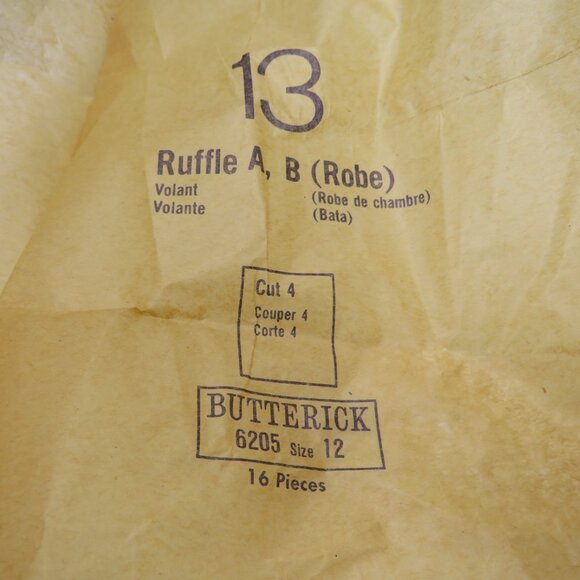 13
Ruffle A, B (Robe)
Volant (Robe de chambre)
Volante (Bata)
Cut 4
Couper 4
Corte 4
BUTTERICK
6205 Size 12
16 Pieces